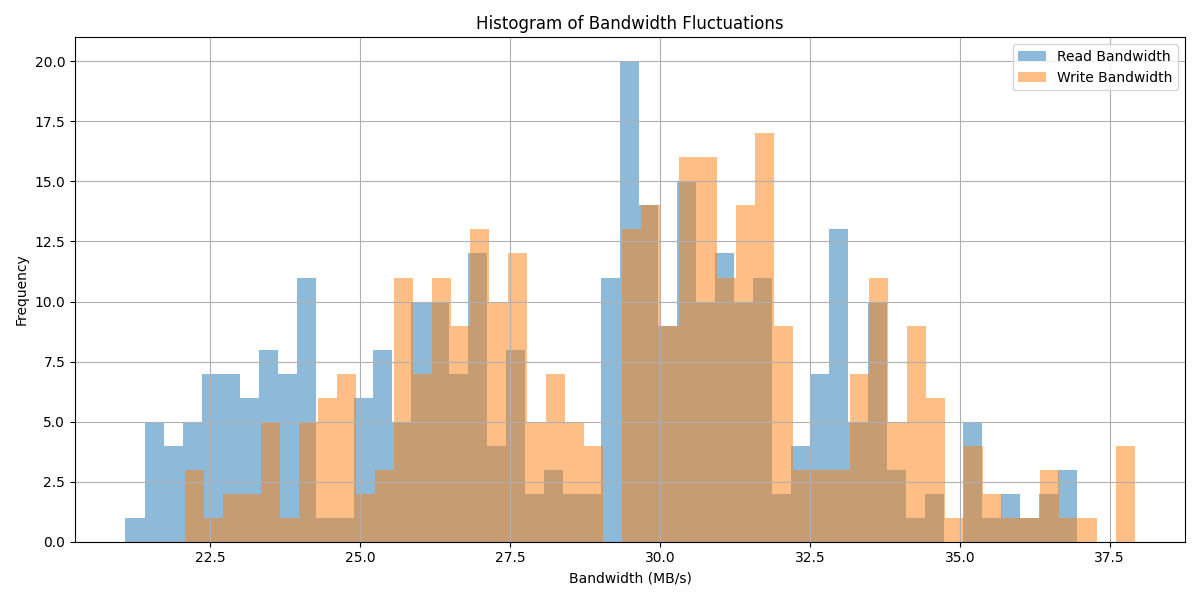 Histogram of Bandwidth Fluctuations
Read Bandwidth
Write Bandwidth
Frequency
20.0
17.5
15.0
12.5
10.0
7.5
5.0
2.5
0.0
22.5 25.0 27.5 30.0 32.5 35.0 37.5
Bandwidth (MB/s)